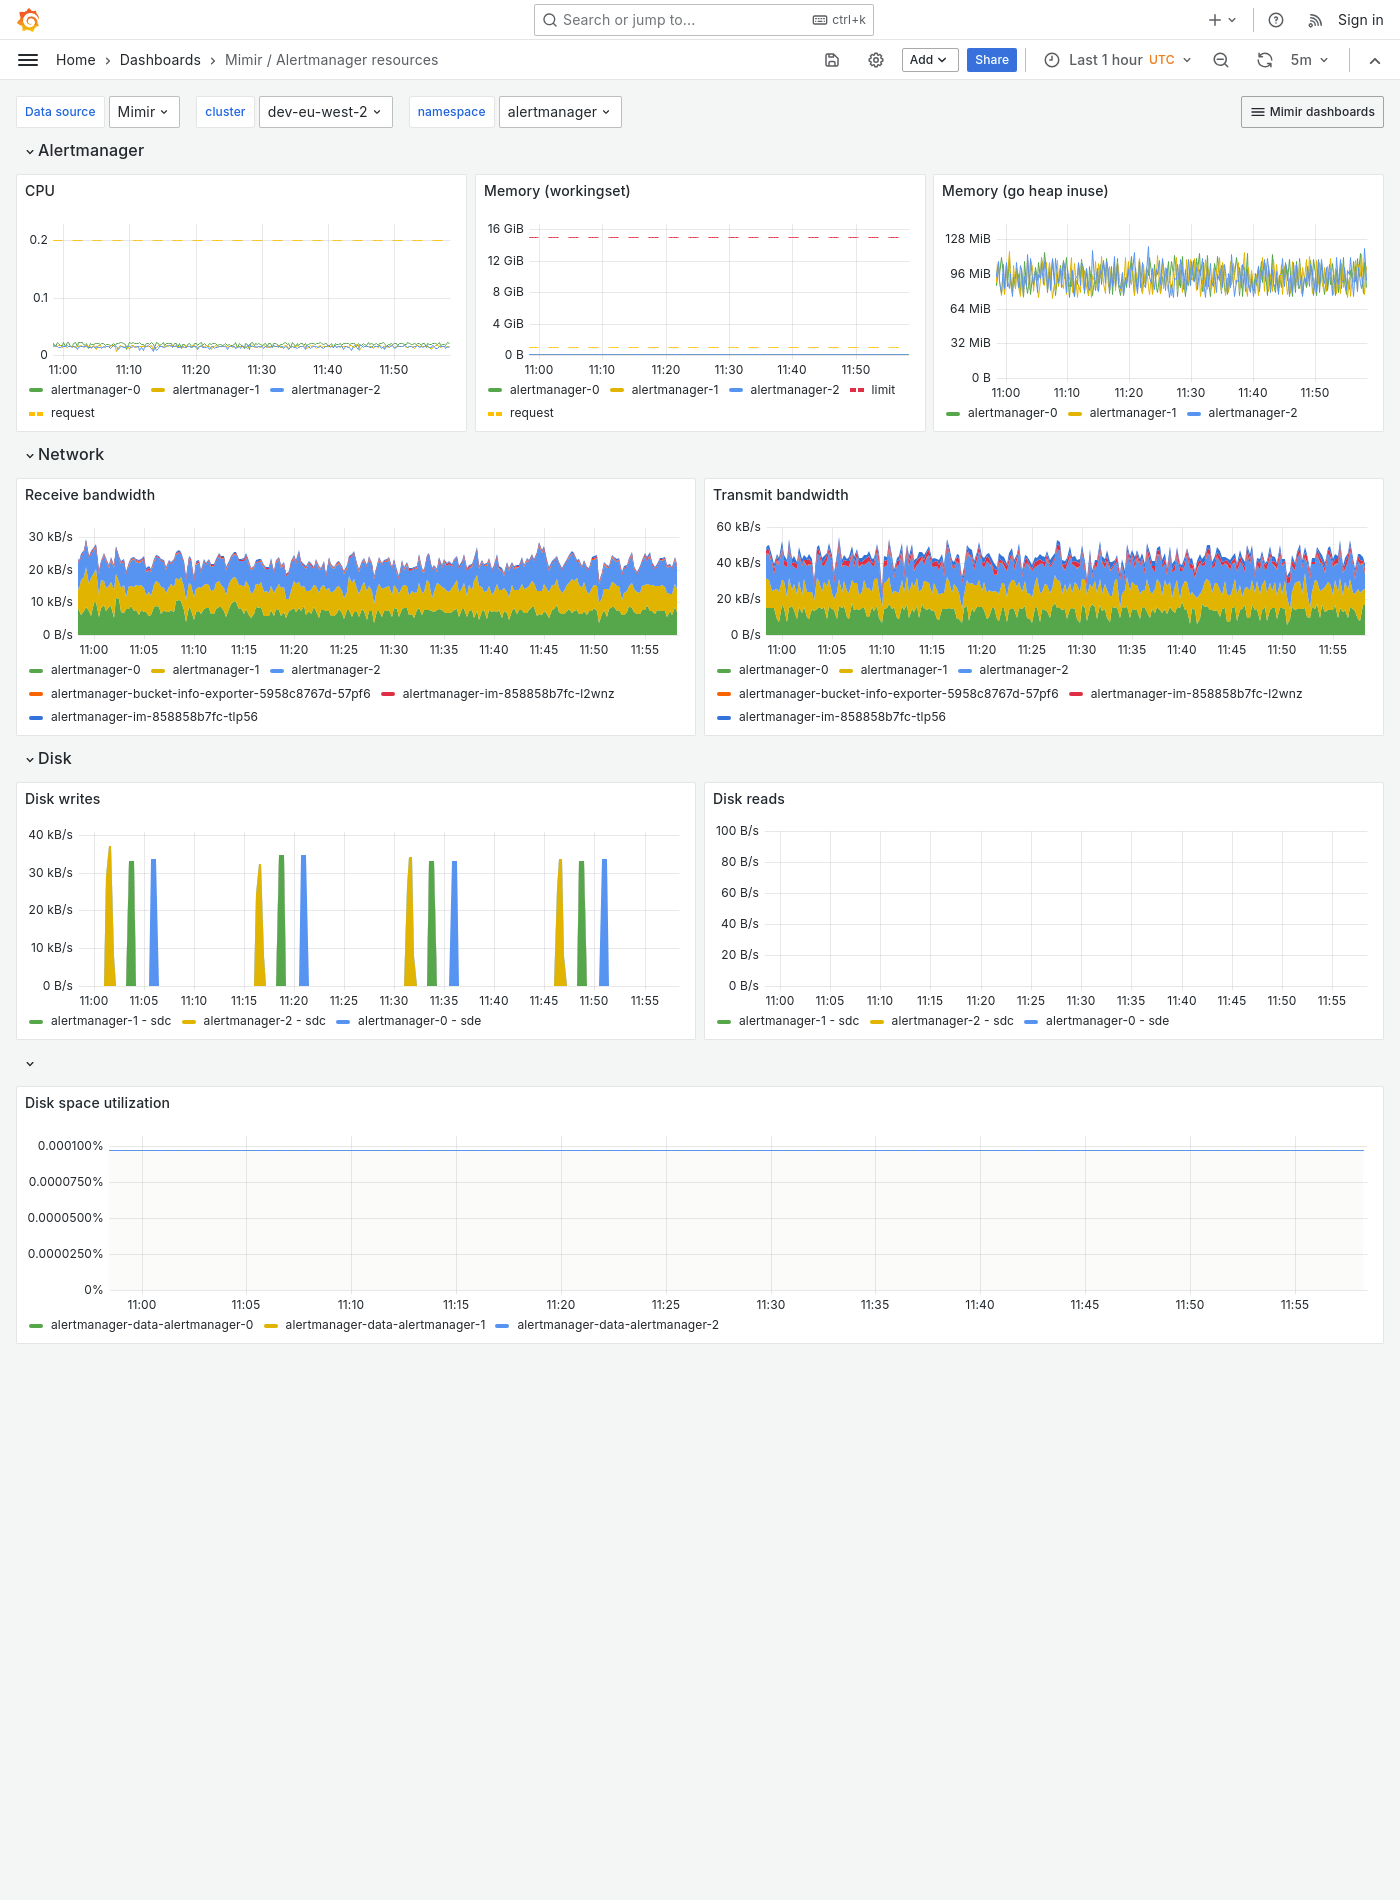 Search or jump to... ctrl+k Sign in
Home > Dashboards > Mimir / Alertmanager resources Add Share Last 1 hour UTC 5m
Data source Mimir cluster dev-eu-west-2 namespace alertmanager Mimir dashboards
Alertmanager
CPU
0.2
0.1
0
11:00 11:10 11:20 11:30 11:40 11:50
alertmanager-0 alertmanager-1 alertmanager-2
request
Memory (workingset)
16 GiB
12 GiB
8 GiB
4 GiB
0 B
11:00 11:10 11:20 11:30 11:40 11:50
alertmanager-0 alertmanager-1 alertmanager-2 limit
request
Memory (go heap inuse)
128 MiB
96 MiB
64 MiB
32 MiB
0 B
11:00 11:10 11:20 11:30 11:40 11:50
alertmanager-0 alertmanager-1 alertmanager-2
Network
Receive bandwidth
30 kB/s
20 kB/s
10 kB/s
0 B/s
11:00 11:05 11:10 11:15 11:20 11:25 11:30 11:35 11:40 11:45 11:50 11:55
alertmanager-0 alertmanager-1 alertmanager-2
alertmanager-bucket-info-exporter-5958c8767d-57pf6 alertmanager-im-858858b7fc-l2wnz
alertmanager-im-858858b7fc-tlp56
Transmit bandwidth
60 kB/s
40 kB/s
20 kB/s
0 B/s
11:00 11:05 11:10 11:15 11:20 11:25 11:30 11:35 11:40 11:45 11:50 11:55
alertmanager-0 alertmanager-1 alertmanager-2
alertmanager-bucket-info-exporter-5958c8767d-57pf6 alertmanager-im-858858b7fc-l2wnz
alertmanager-im-858858b7fc-tlp56
Disk
Disk writes
40 kB/s
30 kB/s
20 kB/s
10 kB/s
0 B/s
11:00 11:05 11:10 11:15 11:20 11:25 11:30 11:35 11:40 11:45 11:50 11:55
alertmanager-1 - sdc alertmanager-2 - sdc alertmanager-0 - sde
Disk reads
100 B/s
80 B/s
60 B/s
40 B/s
20 B/s
0 B/s
11:00 11:05 11:10 11:15 11:20 11:25 11:30 11:35 11:40 11:45 11:50 11:55
alertmanager-1 - sdc alertmanager-2 - sdc alertmanager-0 - sde
Disk space utilization
0.000100%
0.0000750%
0.0000500%
0.0000250%
0%
11:00 11:05 11:10 11:15 11:20 11:25 11:30 11:35 11:40 11:45 11:50 11:55
alertmanager-data-alertmanager-0 alertmanager-data-alertmanager-1 alertmanager-data-alertmanager-2